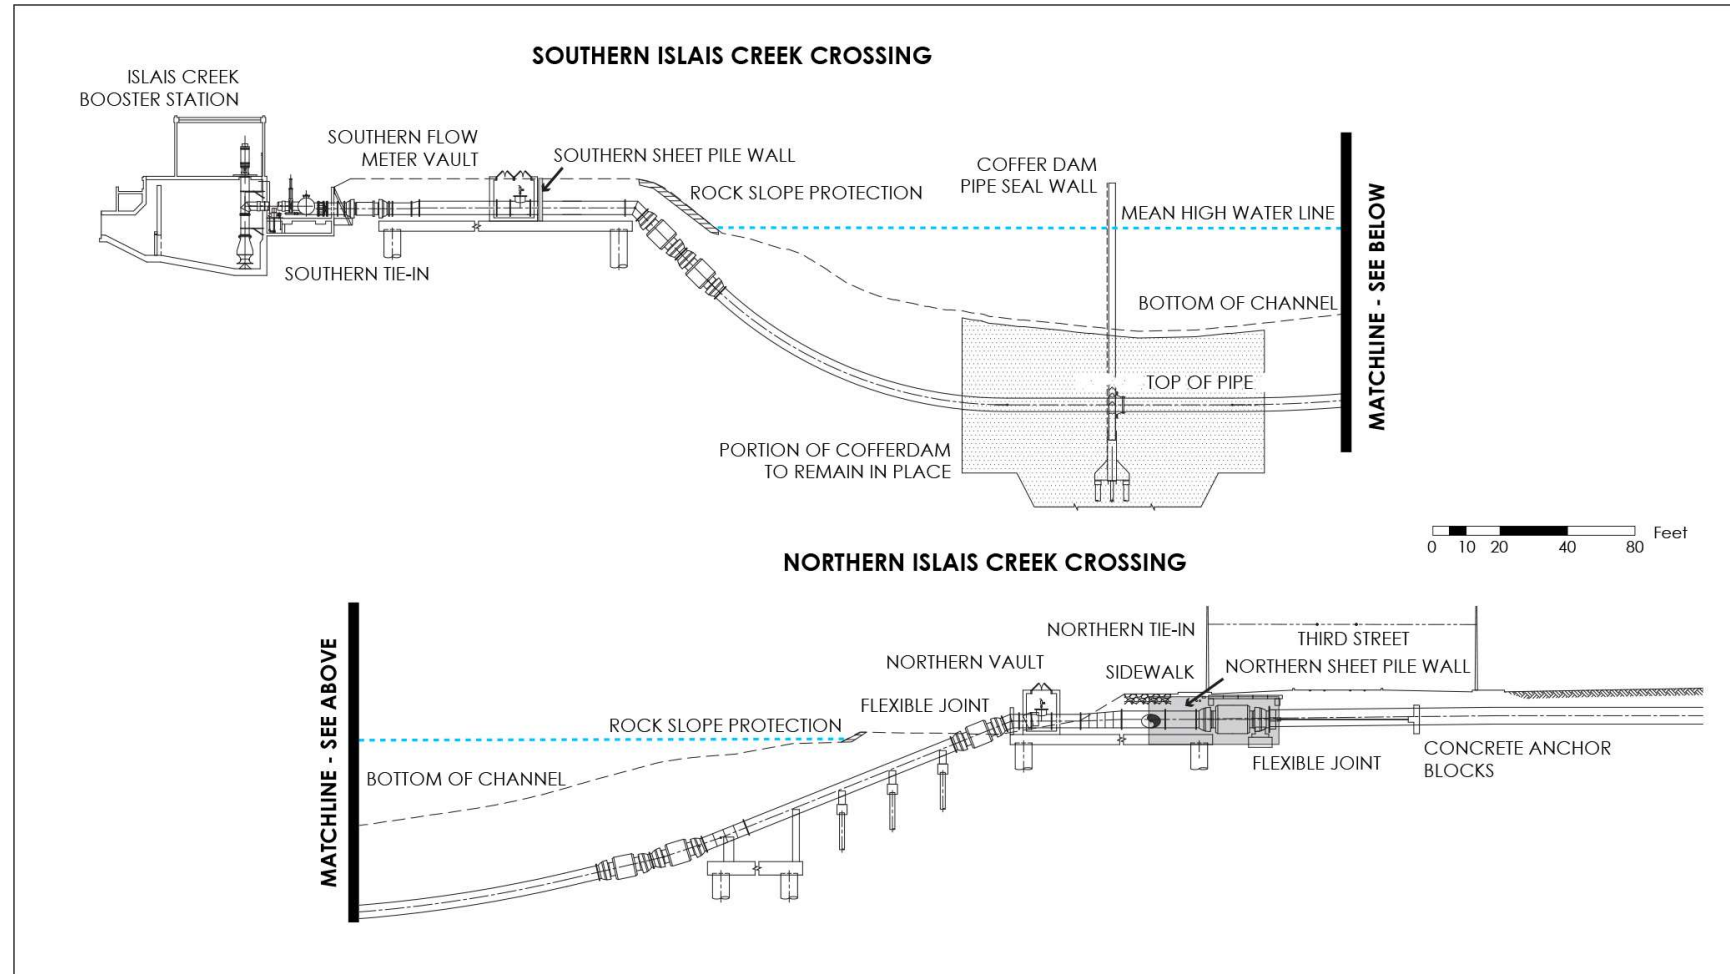 SOUTHERN ISLAIS CREEK CROSSING
ISLAIS CREEK
BOOSTER STATION
SOUTHERN FLOW
METER VAULT
SOUTHERN SHEET PILE WALL
ROCK SLOPE PROTECTION
COFFER DAM
PIPE SEAL WALL
MEAN HIGH WATER LINE
SOUTHERN TIE-IN
BOTTOM OF CHANNEL
MATCHLINE - SEE BELOW
TOP OF PIPE
PORTION OF COFFERDAM
TO REMAIN IN PLACE
0 10 20 40 80 Feet
NORTHERN ISLAIS CREEK CROSSING
MATCHLINE - SEE ABOVE
NORTHERN TIE-IN
THIRD STREET
NORTHERN VAULT
SIDEWALK
NORTHERN SHEET PILE WALL
FLEXIBLE JOINT
ROCK SLOPE PROTECTION
BOTTOM OF CHANNEL
FLEXIBLE JOINT
CONCRETE ANCHOR
BLOCKS